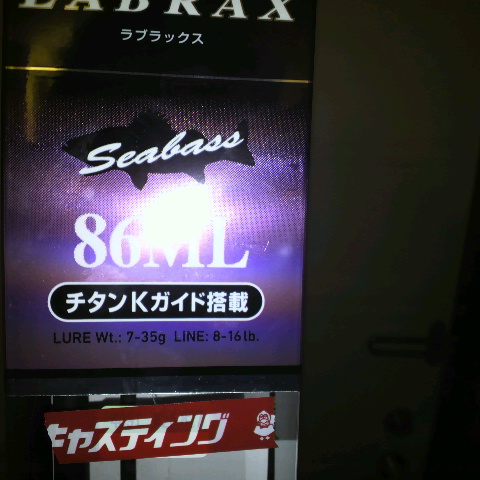 LABRAX
ラブラックス
Seabass
86ML
チタンKガイド搭載
LURE Wt.: 7-35g LINE: 8-16lb.
キャスティング